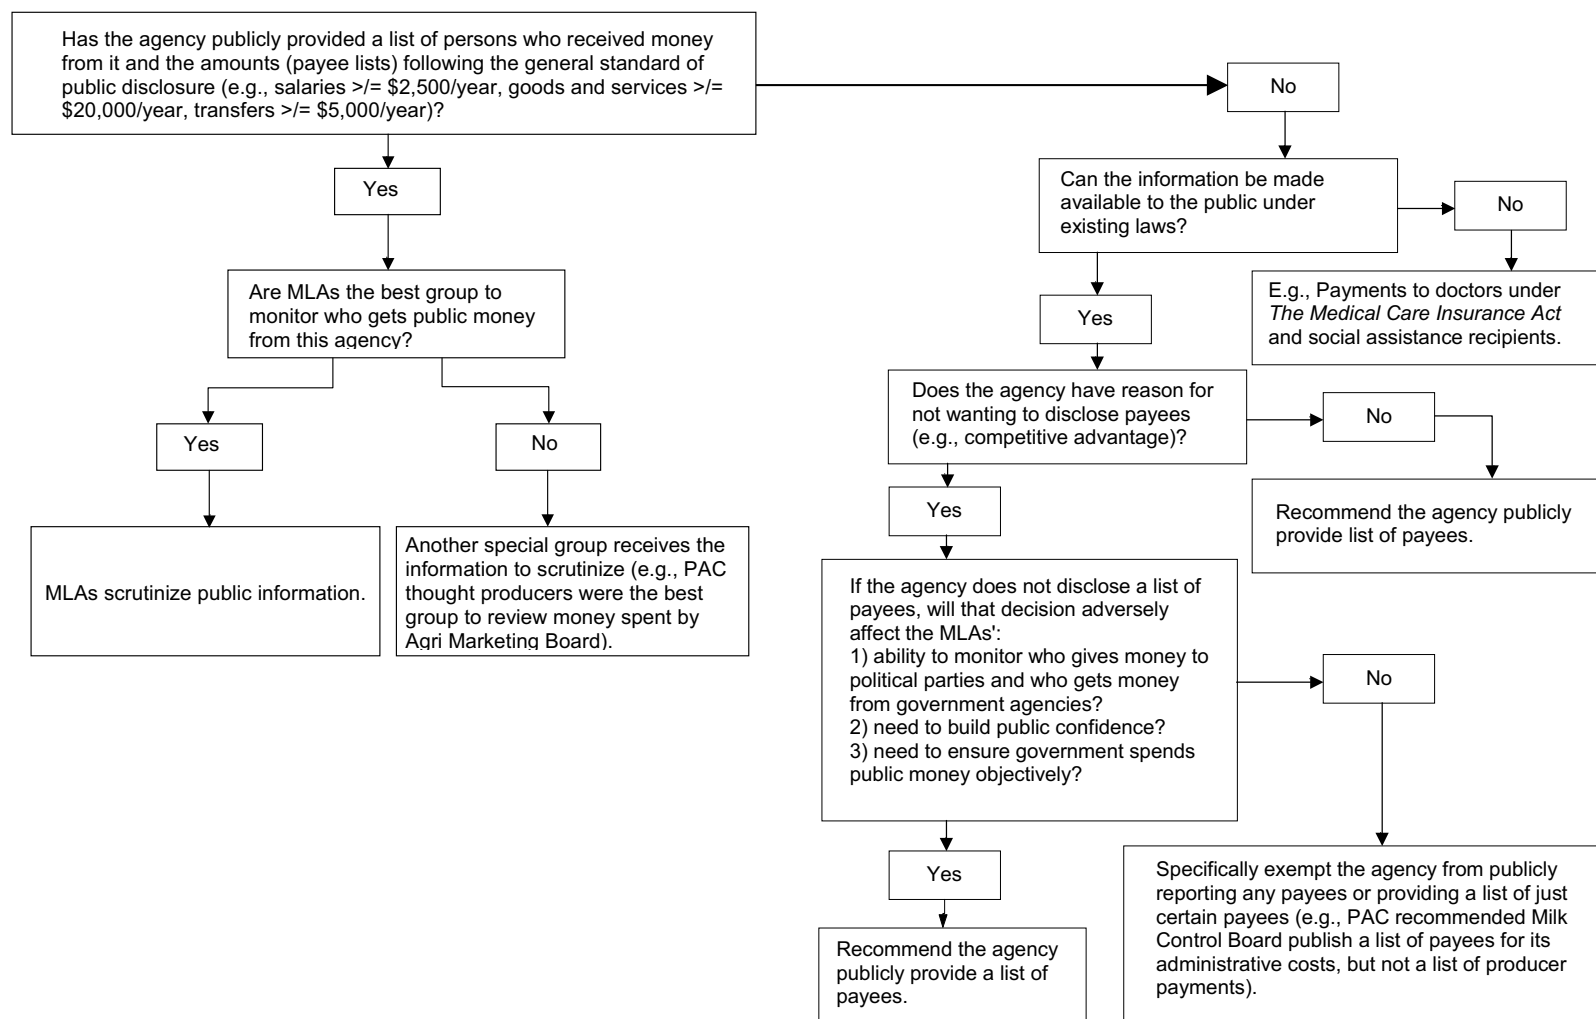 Has the agency publicly provided a list of persons who received money
from it and the amounts (payee lists) following the general standard of
public disclosure (e.g., salaries >/= $2,500/year, goods and services >/=
$20,000/year, transfers >/= $5,000/year)?
No
Yes
Can the information be made
available to the public under
existing laws?
No
E.g., Payments to doctors under
The Medical Care Insurance Act
and social assistance recipients.
Are MLAs the best group to
monitor who gets public money
from this agency?
Yes
Does the agency have reason for
not wanting to disclose payees
(e.g., competitive advantage)?
No
Yes
No
Recommend the agency publicly
provide list of payees.
Yes
MLAs scrutinize public information.
Another special group receives the
information to scrutinize (e.g., PAC
thought producers were the best
group to review money spent by
Agri Marketing Board).
If the agency does not disclose a list of
payees, will that decision adversely
affect the MLAs':
1) ability to monitor who gives money to
political parties and who gets money
from government agencies?
2) need to build public confidence?
3) need to ensure government spends
public money objectively?
No
Yes
Recommend the agency
publicly provide a list of
payees.
Specifically exempt the agency from publicly
reporting any payees or providing a list of just
certain payees (e.g., PAC recommended Milk
Control Board publish a list of payees for its
administrative costs, but not a list of producer
payments).